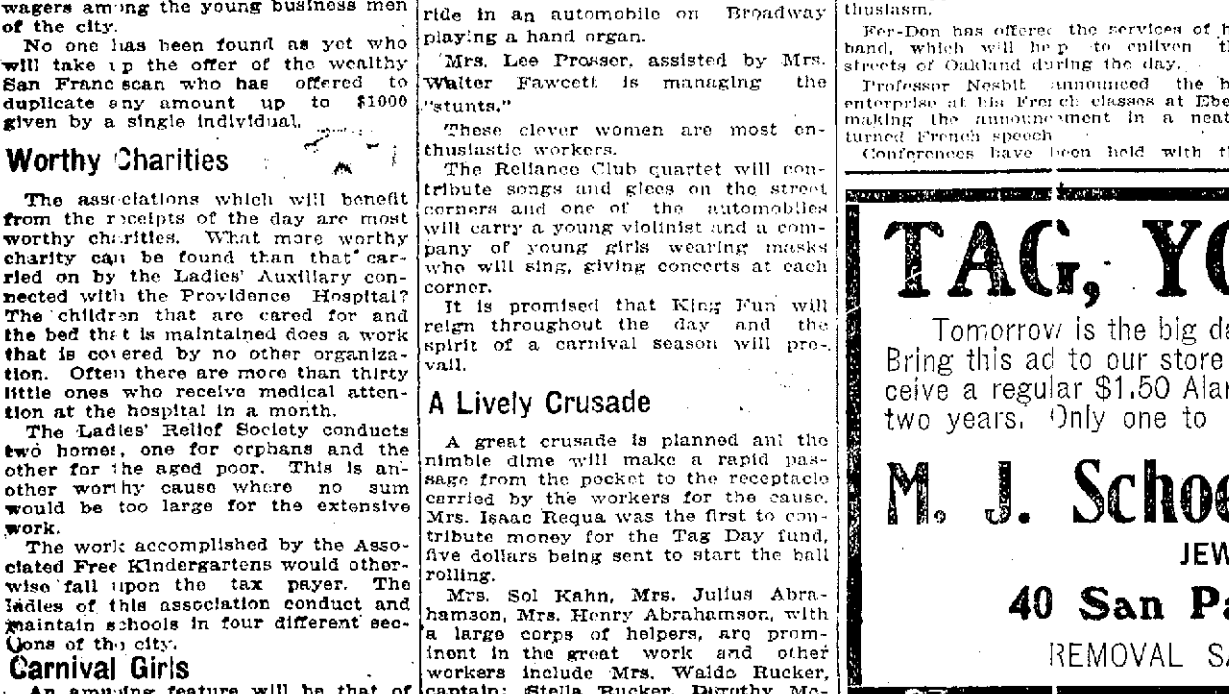 wagers among the young business men
of the city.
No one has been found as yet who
will take up the offer of the wealthy
San Franciscan who has offered to
duplicate any amount up to $1000
given by a single individual.
Worthy Charities
The associations which will benefit
from the receipts of the day are most
worthy charities. What more worthy
charity can be found than that car-
ried on by the Ladies' Auxiliary con-
nected with the Providence Hospital?
The children that are cared for and
the bed that is maintained does a work
that is covered by no other organiza-
tion. Often there are more than thirty
little ones who receive medical atten-
tion at the hospital in a month.
The Ladies' Relief Society conducts
two homes, one for orphans and the
other for the aged poor. This is an-
other worthy cause where no sum
would be too large for the extensive
work.
The work accomplished by the Asso-
ciated Free Kindergartens would other-
wise fall upon the tax payer. The
ladies of this association conduct and
maintain schools in four different sec-
tions of the city.
Carnival Girls
An amusing feature will be that of
ride in an automobile on Broadway
playing a hand organ.
Mrs. Lee Prosser, assisted by Mrs.
Walter Fawcett is managing the
"stunts."
These clever women are most en-
thusiastic workers.
The Reliance Club quartet will con-
tribute songs and glees on the street
corners and one of the automobiles
will carry a young violinist and a com-
pany of young girls wearing masks
who will sing, giving concerts at each
corner.
It is promised that King Fun will
reign throughout the day and the
spirit of a carnival season will pre-
vail.
A Lively Crusade
A great crusade is planned and the
nimble dime will make a rapid pas-
sage from the pocket to the receptacle
carried by the workers for the cause.
Mrs. Isaac Requa was the first to con-
tribute money for the Tag Day fund,
five dollars being sent to start the ball
rolling.
Mrs. Sol Kahn, Mrs. Julius Abra-
hamson, Mrs. Henry Abrahamson, with
a large corps of helpers, are prom-
inent in the great work and other
workers include Mrs. Waldo Rucker,
captain; Stella Rucker, Dorothy Mc-
thusiasm.
Fer-Don has offered the services of h
band, which will help to enliven t
streets of Oakland during the day.
Professor Nesbit announced the b
enterprise at his French classes at Ebe
making the announcement in a neat
turned French speech
Conferences have been held with t
TAG, YO
Tomorrow is the big da
Bring this ad to our store
ceive a regular $1.50 Alar
two years. Only one to
M. J. Schoe
JEW
40 San Pa
REMOVAL SA